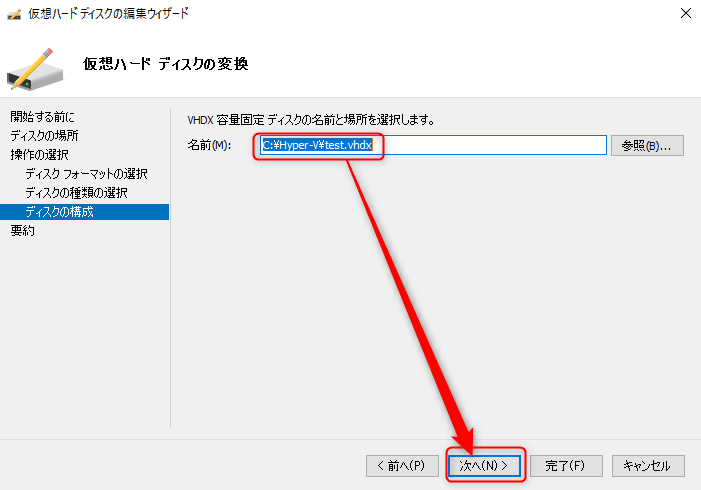 仮想ハード ディスクの編集ウィザード
仮想ハード ディスクの変換
開始する前に
ディスクの場所
操作の選択
ディスク フォーマットの選択
ディスクの種類の選択
ディスクの構成
要約
VHDX 容量固定 ディスクの名前と場所を選択します。
名前(M):
C:¥Hyper-V¥test.vhdx
参照(B)...
< 前へ(P)
次へ(N) >
完了(F)
キャンセル